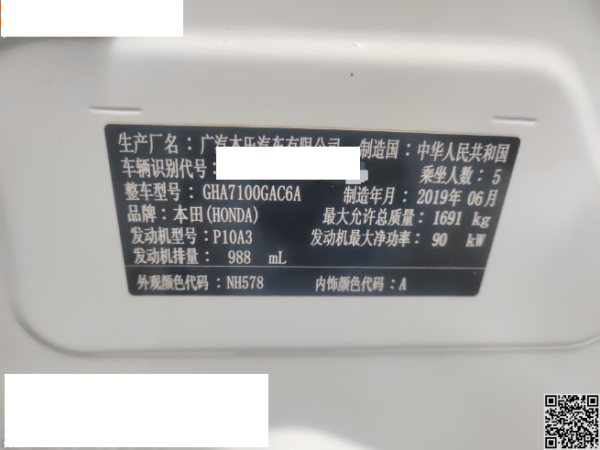 生产厂名：广汽本田汽车有限公司 制造国：中华人民共和国
车辆识别代号： 乘坐人数：5
整车型号：GHA7100GAC6A 制造年月：2019年06月
品牌：本田(HONDA) 最大允许总质量：1691 kg
发动机型号：P10A3 发动机最大净功率：90 kW
发动机排量：988 mL
外观颜色代码：NH578 内饰颜色代码：A